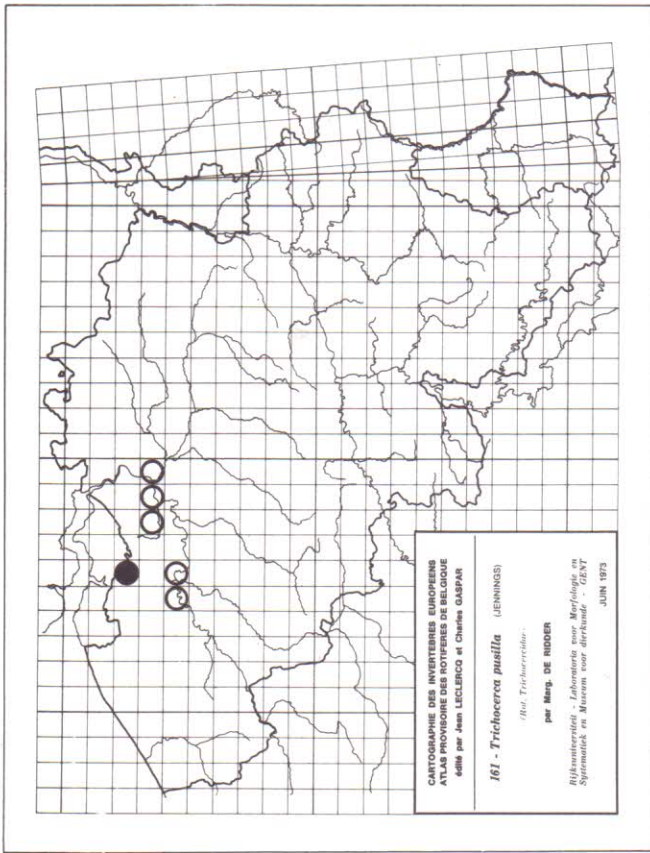 CARTOGRAPHIE DES INVERTEBRES EUROPEENS
ATLAS PROVISOIRE DES ROTIFERES DE BELGIQUE
édité par Jean LECLERCQ et Charles GASPAR
161 - Trichocerca pusilla (JENNINGS)
(Rot. Trichocercidae)
par Marg. DE RIDDER
Rijksuniversiteit - Laboratoria voor Morfologie en
Systematiek en Museum voor dierkunde - GENT
JUIN 1973